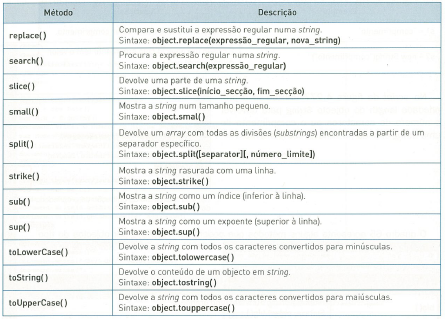 Método Descrição
replace() Compara e sustitui a expressão regular numa string.
Sintaxe: object.replace(expressão_regular, nova_string)
search() Procura a expressão regular numa string.
Sintaxe: object.search(expressão_regular)
slice() Devolve uma parte de uma string.
Sintaxe: object.slice(início_secção, fim_secção)
small() Mostra a string num tamanho pequeno.
Sintaxe: object.smal()
split() Devolve um array com todas as divisões (substrings) encontradas a partir de um
separador específico.
Sintaxe: object.split([separator][, número_limite])
strike() Mostra a string rasurada com uma linha.
Sintaxe: object.strike()
sub() Mostra a string como um índice (inferior à linha).
Sintaxe: object.sub()
sup() Mostra a string como um expoente (superior à linha).
Sintaxe: object.sup()
toLowerCase() Devolve a string com todos os caracteres convertidos para minúsculas.
Sintaxe: object.tolowercase()
toString() Devolve o conteúdo de um objecto em string.
Sintaxe: object.tostring()
toUpperCase() Devolve a string com todos os caracteres convertidos para maiúsculas.
Sintaxe: object.touppercase()